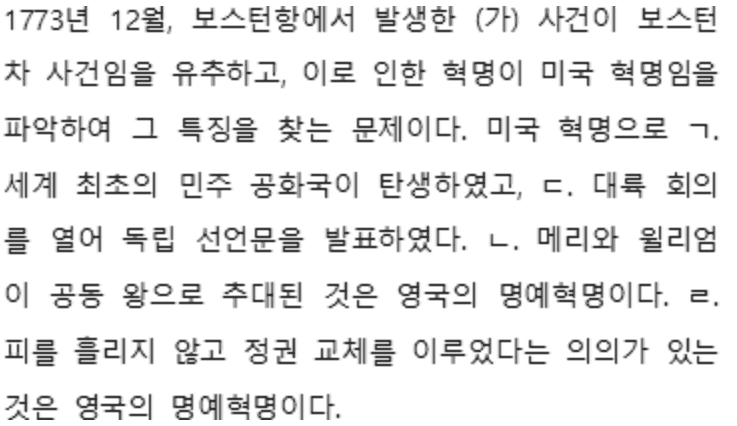 1773년 12월, 보스턴항에서 발생한 (가) 사건이 보스턴
차 사건임을 유추하고, 이로 인한 혁명이 미국 혁명임을
파악하여 그 특징을 찾는 문제이다. 미국 혁명으로 ㄱ.
세계 최초의 민주 공화국이 탄생하였고, ㄷ. 대륙 회의
를 열어 독립 선언문을 발표하였다. ㄴ. 메리와 윌리엄
이 공동 왕으로 추대된 것은 영국의 명예혁명이다. ㄹ.
피를 흘리지 않고 정권 교체를 이루었다는 의의가 있는
것은 영국의 명예혁명이다.